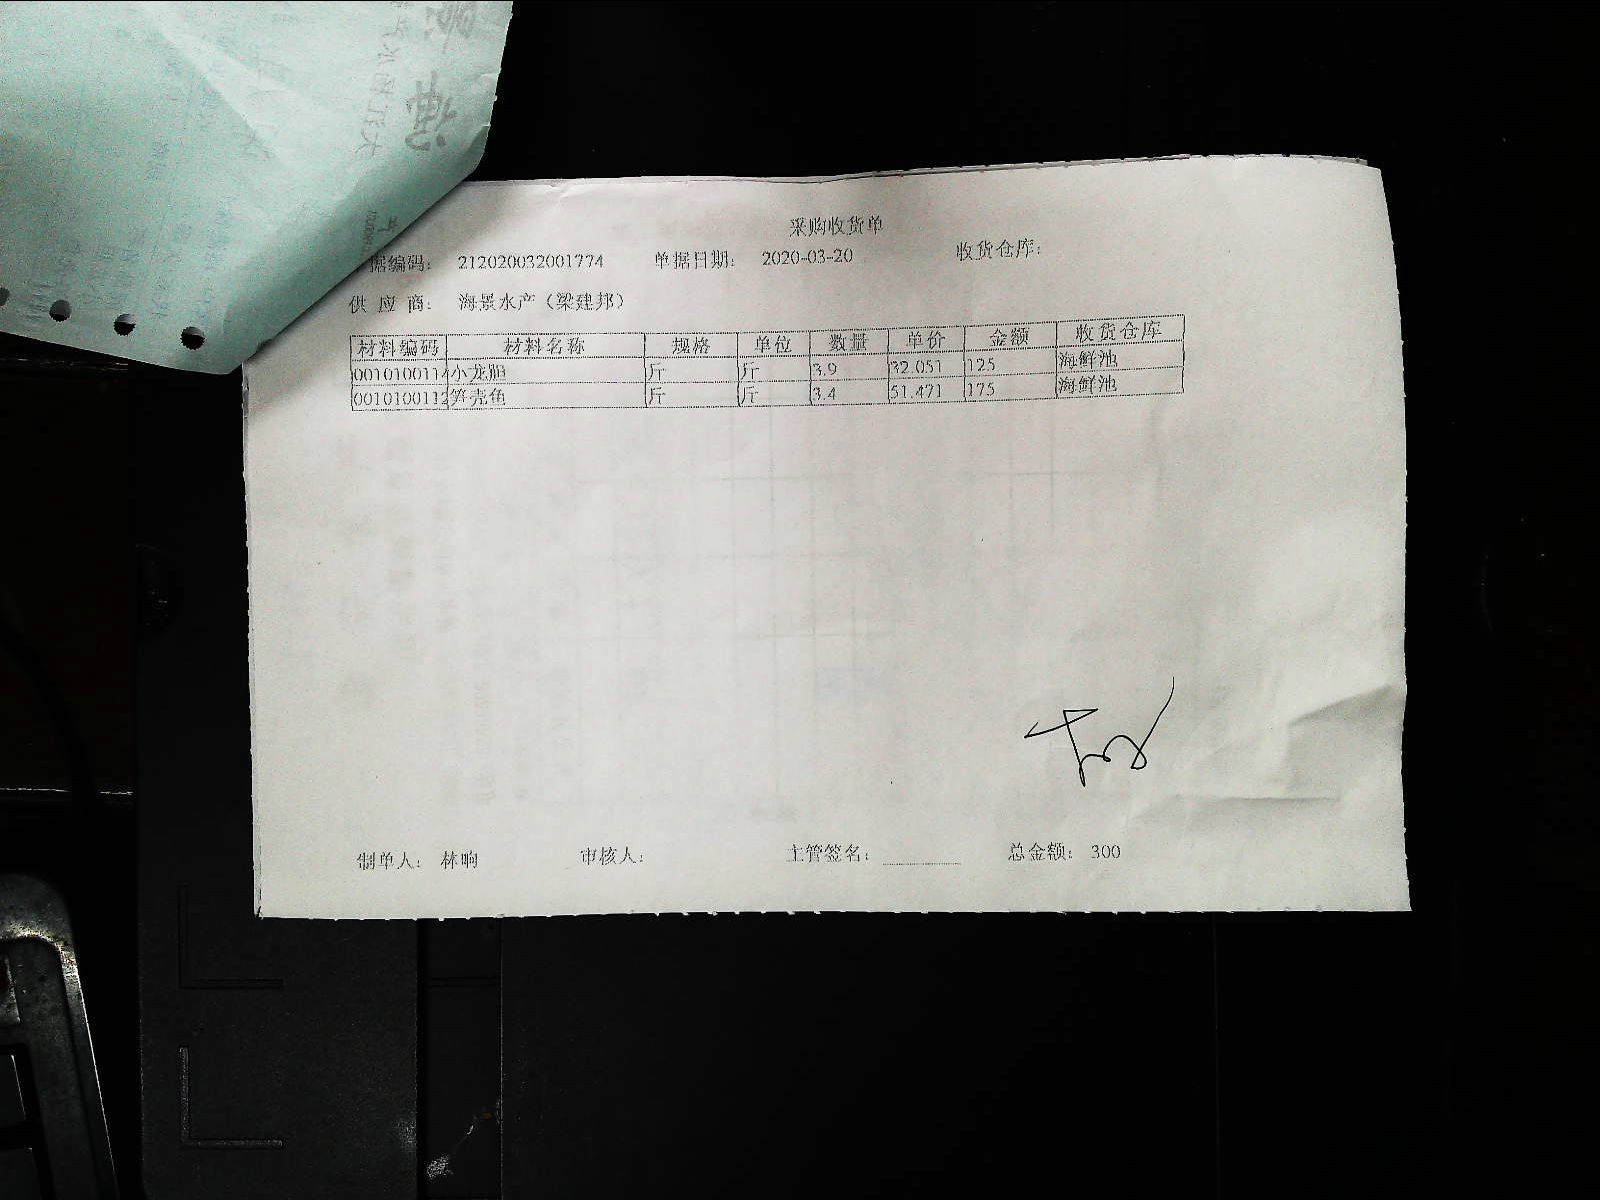 采购收货单
据编码: 212020032001774 单据日期: 2020-03-20 收货仓库:
供应商: 海景水产（梁建邦）
材料编码 材料名称 规格 单位 数量 单价 金额 收货仓库
0010100114 小龙胆 斤 斤 3.9 32.051 125 海鲜池
0010100112 笋壳鱼 斤 斤 3.4 51.471 175 海鲜池
制单人: 林晌 审核人: 主管签名: 总金额: 300